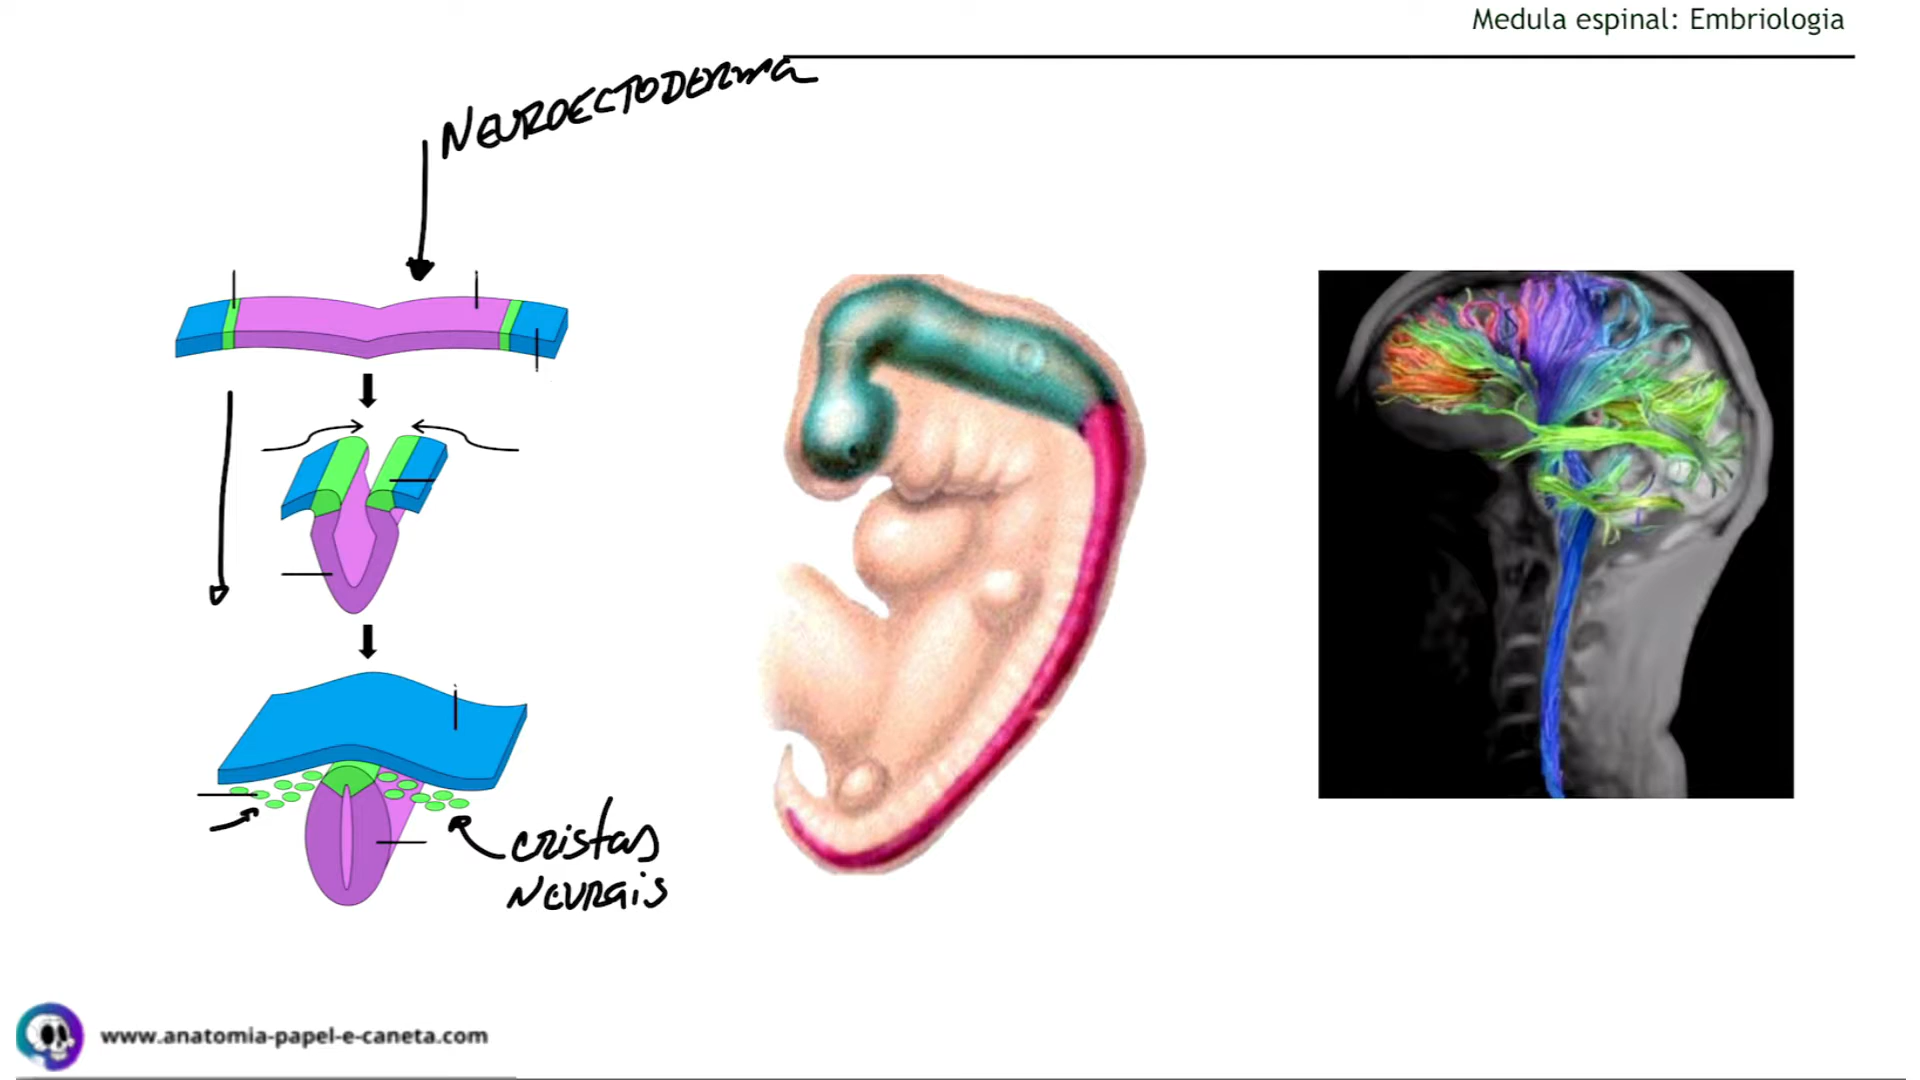 Medula espinal: Embriologia
NEUROECTODERMA
cristas
NEURAIS
www.anatomia-papel-e-caneta.com